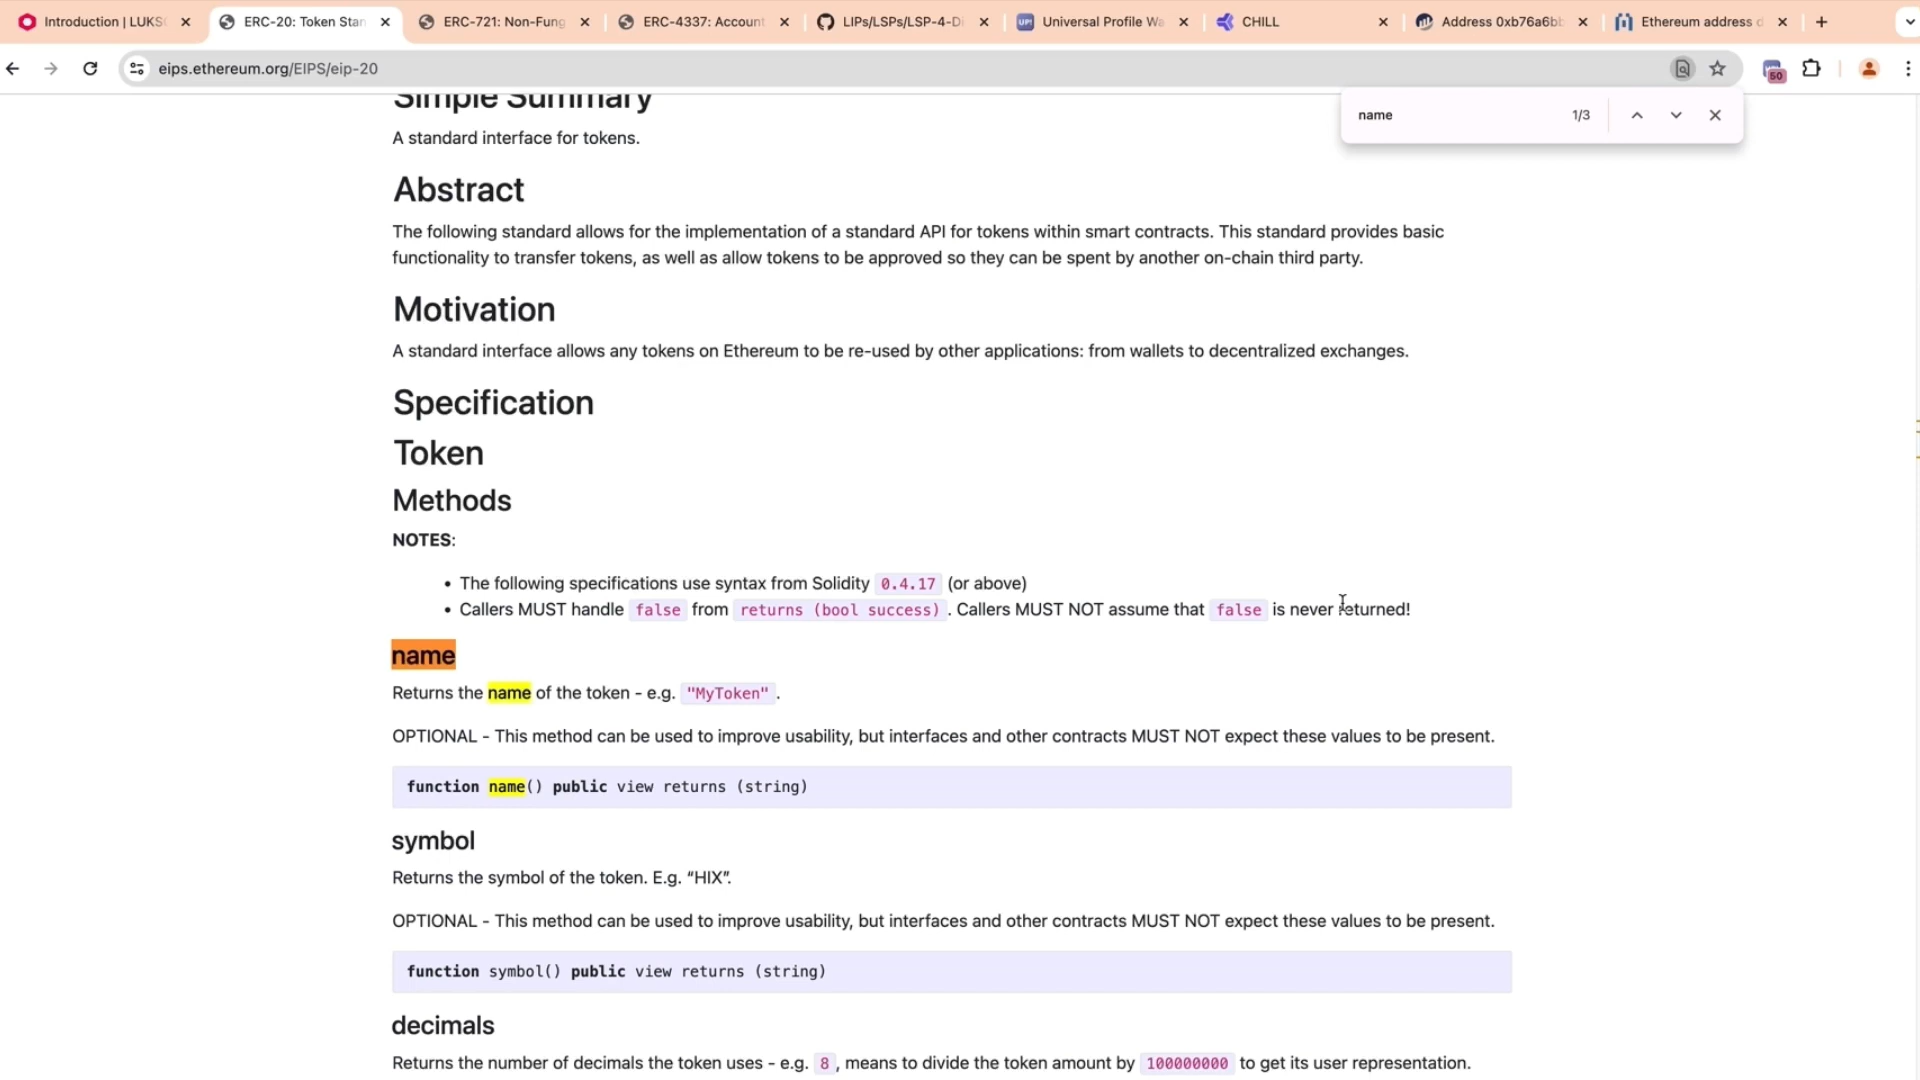 Introduction | LUKS
ERC-20: Token Stan
ERC-721: Non-Fung
ERC-4337: Account
LIPs/LSPs/LSP-4-Di
Universal Profile Wa
CHILL
Address 0xb76a6bb
Ethereum address d
eips.ethereum.org/EIPS/eip-20
50
name
1/3
Simple Summary
A standard interface for tokens.
Abstract
The following standard allows for the implementation of a standard API for tokens within smart contracts. This standard provides basic
functionality to transfer tokens, as well as allow tokens to be approved so they can be spent by another on-chain third party.
Motivation
A standard interface allows any tokens on Ethereum to be re-used by other applications: from wallets to decentralized exchanges.
Specification
Token
Methods
NOTES:
• The following specifications use syntax from Solidity 0.4.17 (or above)
• Callers MUST handle false from returns (bool success). Callers MUST NOT assume that false is never returned!
name
Returns the name of the token - e.g. "MyToken".
OPTIONAL - This method can be used to improve usability, but interfaces and other contracts MUST NOT expect these values to be present.
function name() public view returns (string)
symbol
Returns the symbol of the token. E.g. “HIX”.
OPTIONAL - This method can be used to improve usability, but interfaces and other contracts MUST NOT expect these values to be present.
function symbol() public view returns (string)
decimals
Returns the number of decimals the token uses - e.g. 8, means to divide the token amount by 100000000 to get its user representation.